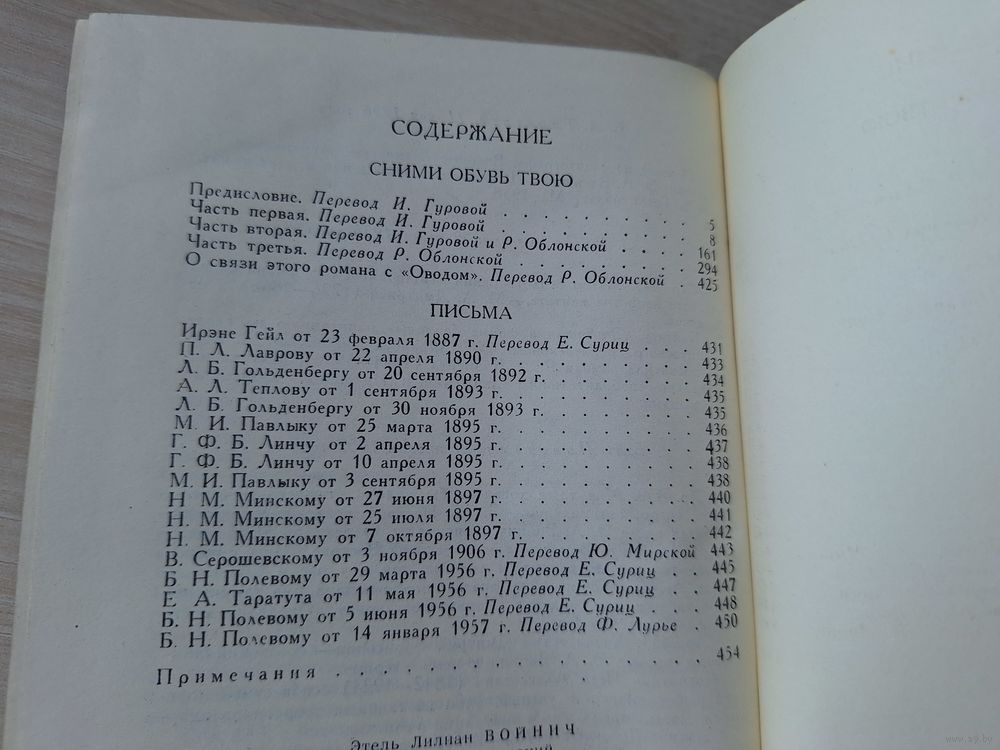 СОДЕРЖАНИЕ
СНИМИ ОБУВЬ ТВОЮ
Предисловие. Перевод И. Гуровой . . . . . . . . . . 5
Часть первая. Перевод И. Гуровой . . . . . . . . . 8
Часть вторая. Перевод И. Гуровой и Р. Облонской . . . . 161
Часть третья. Перевод Р. Облонской . . . . . . . . 294
О связи этого романа с «Оводом». Перевод Р. Облонской . 425
ПИСЬМА
Ирэне Гейл от 23 февраля 1887 г. Перевод Е. Суриц . . . 431
П. Л. Лаврову от 22 апреля 1890 г. . . . . . . . . . 433
Л. Б. Гольденбергу от 20 сентября 1892 г. . . . . . . . 434
А. Л. Теплову от 1 сентября 1893 г. . . . . . . . . . 435
Л. Б. Гольденбергу от 30 ноября 1893 г. . . . . . . . 435
М. И. Павлыку от 25 марта 1895 г. . . . . . . . . . 436
Г. Ф. Б. Линчу от 2 апреля 1895 г. . . . . . . . . . 437
Г. Ф. Б. Линчу от 10 апреля 1895 г. . . . . . . . . . 438
М. И. Павлыку от 3 сентября 1895 г. . . . . . . . . . 438
Н. М. Минскому от 27 июня 1897 г. . . . . . . . . . 440
Н. М. Минскому от 25 июля 1897 г. . . . . . . . . . 441
Н. М. Минскому от 7 октября 1897 г. . . . . . . . . 442
В. Серошевскому от 3 ноября 1906 г. Перевод Ю. Мирской 443
Б. Н. Полевому от 29 марта 1956 г. Перевод Е. Суриц . . 445
Е. А. Таратута от 11 мая 1956 г. Перевод Е. Суриц . . 447
Б. Н. Полевому от 5 июня 1956 г. Перевод Е. Суриц . . . 448
Б. Н. Полевому от 14 января 1957 г. Перевод Ф. Лурье . 450
Примечания . . . . . . . . . . . . . . 454
Этель Лилиан ВОЙНИЧ